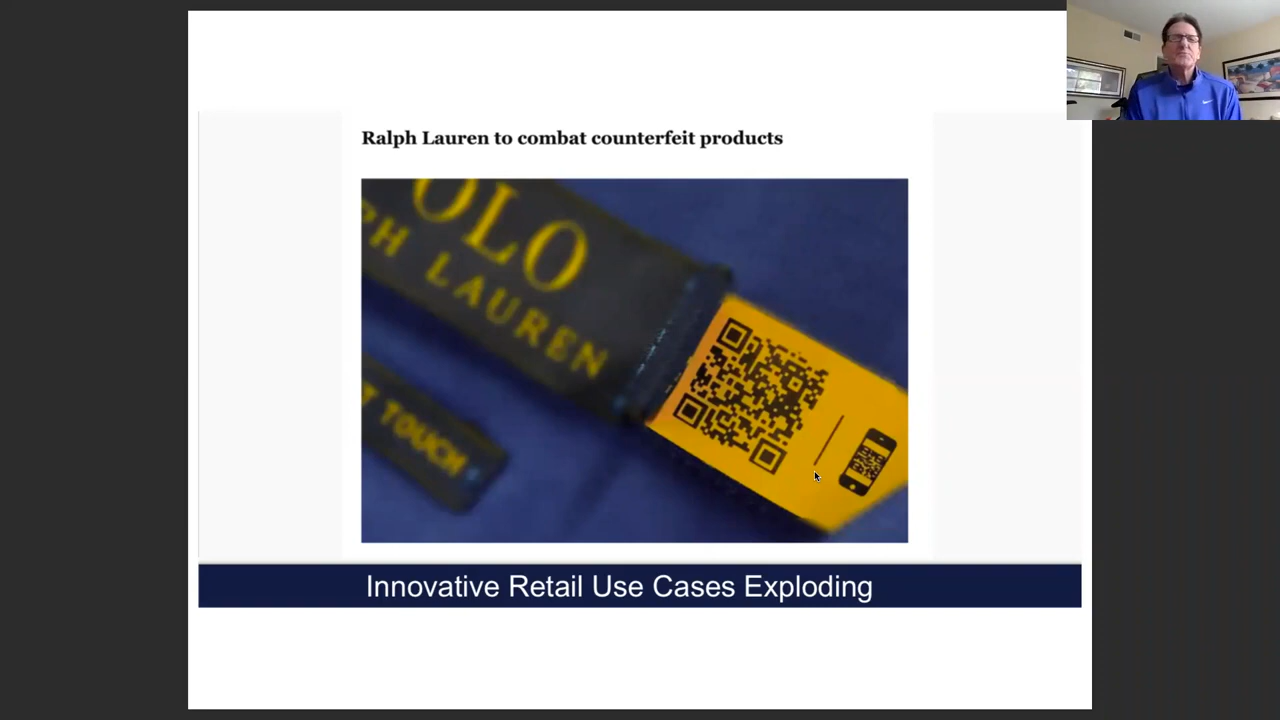 Ralph Lauren to combat counterfeit products
OLO
PH LAUREN
T TOUCH
Innovative Retail Use Cases Exploding